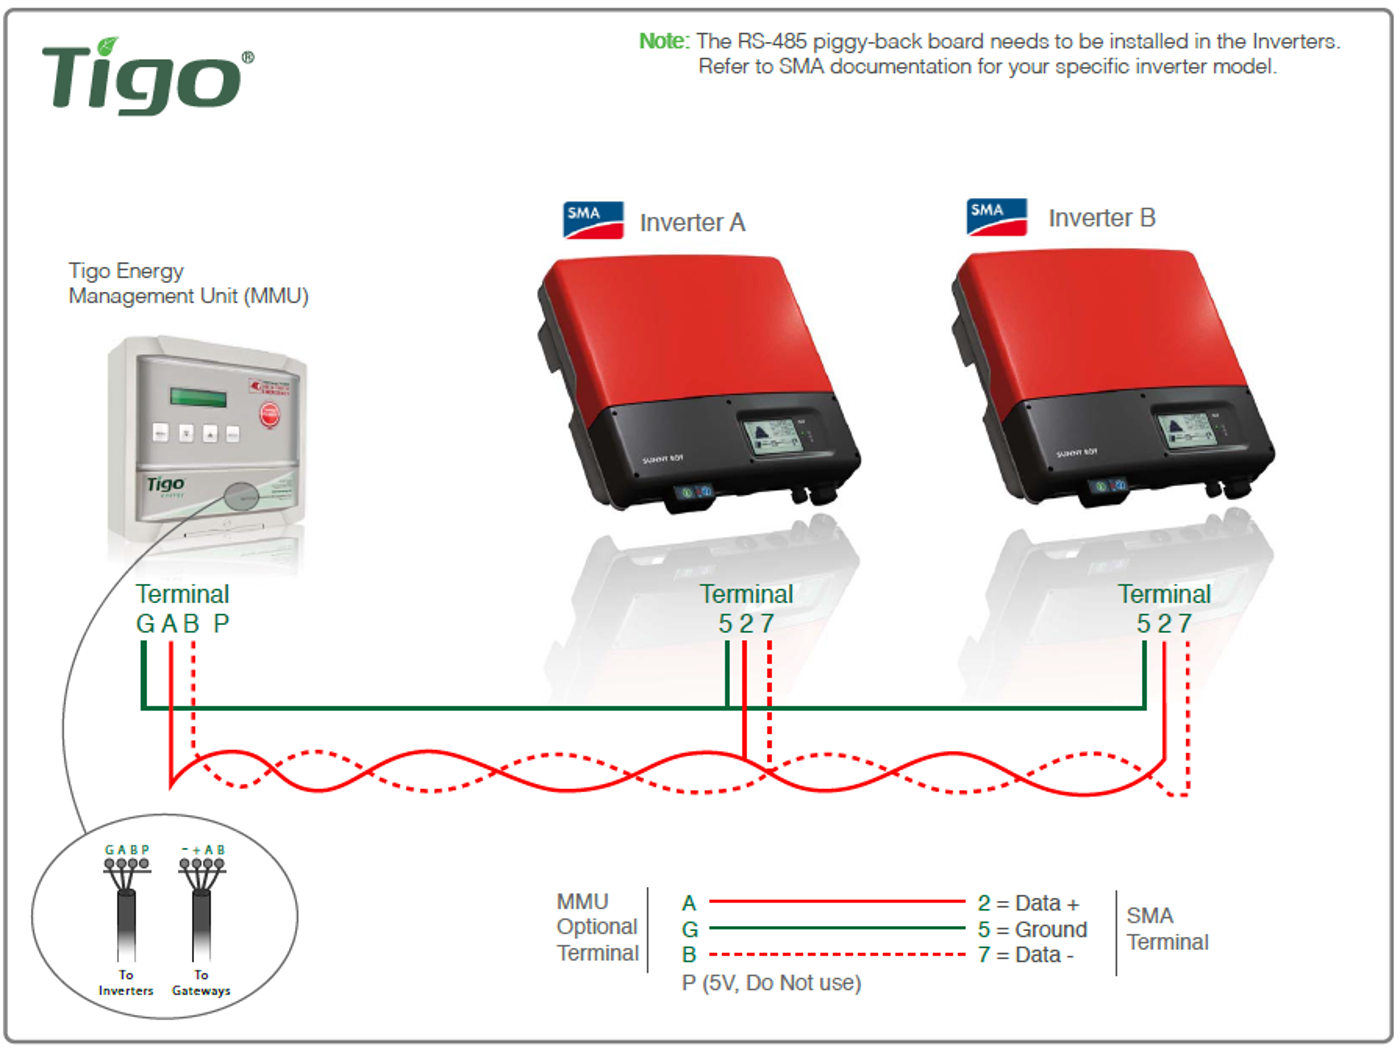 Tigo®
Note: The RS-485 piggy-back board needs to be installed in the Inverters.
Refer to SMA documentation for your specific inverter model.
SMA
Inverter A
SMA
Inverter B
Tigo Energy
Management Unit (MMU)
Tigo
SUNNY BOY
SUNNY BOY
Terminal
G A B P
Terminal
5 2 7
Terminal
5 2 7
G A B P
- + A B
To
Inverters
To
Gateways
MMU
Optional
Terminal
A
G
B
P (5V, Do Not use)
2 = Data +
5 = Ground
7 = Data -
SMA
Terminal